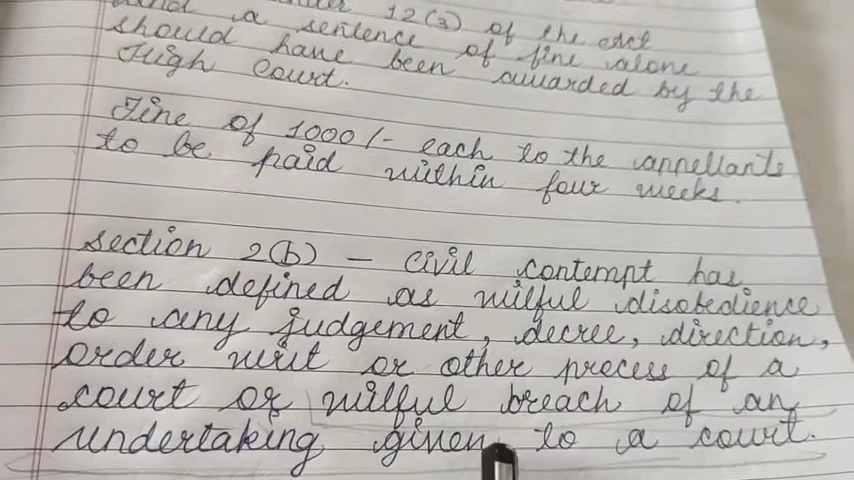 12(3) of the act
and a sentence of fine alone
should have been awarded by the
High Court.
Fine of 1000/- each to the appellants
to be paid within four weeks.
section 2(b) - civil contempt has
been defined as wilful disobedience
to any judgement, decree, direction,
order writ or other process of a
court or wilful breach of an
undertaking given to a court.